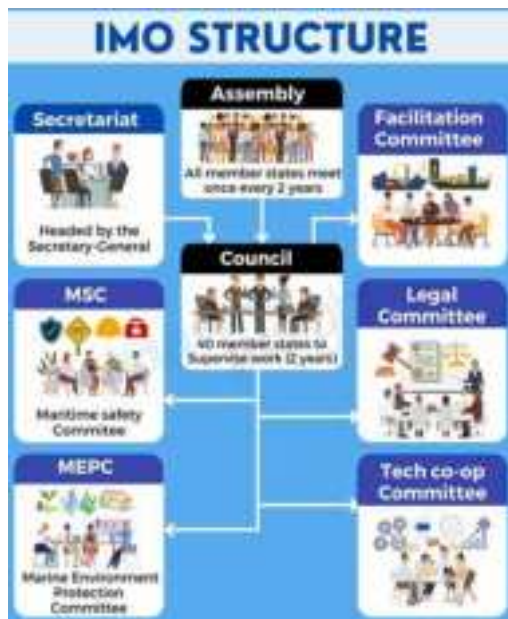 IMO STRUCTURE
Assembly
All member states meet
once every 2 years
Secretariat
Headed by the
Secretary-General
Facilitation
Committee
Council
40 member states to
Supervise work (2 years)
MSC
Maritime safety
Commitee
Legal
Committee
MEPC
Marine Environment
Protection
Committee
Tech co-op
Committee